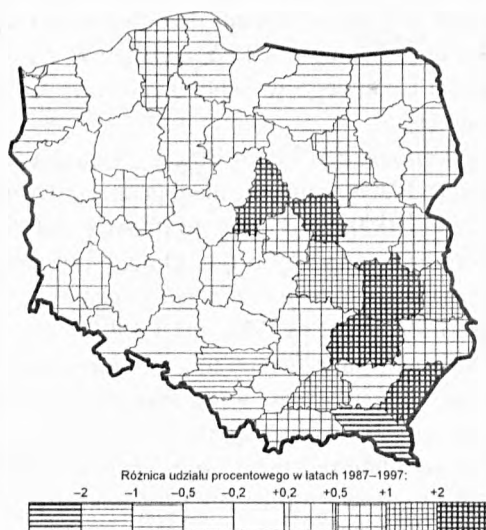 Różnica udziału procentowego w latach 1987–1997:
–2 –1 –0,5 –0,2 +0,2 +0,5 +1 +2